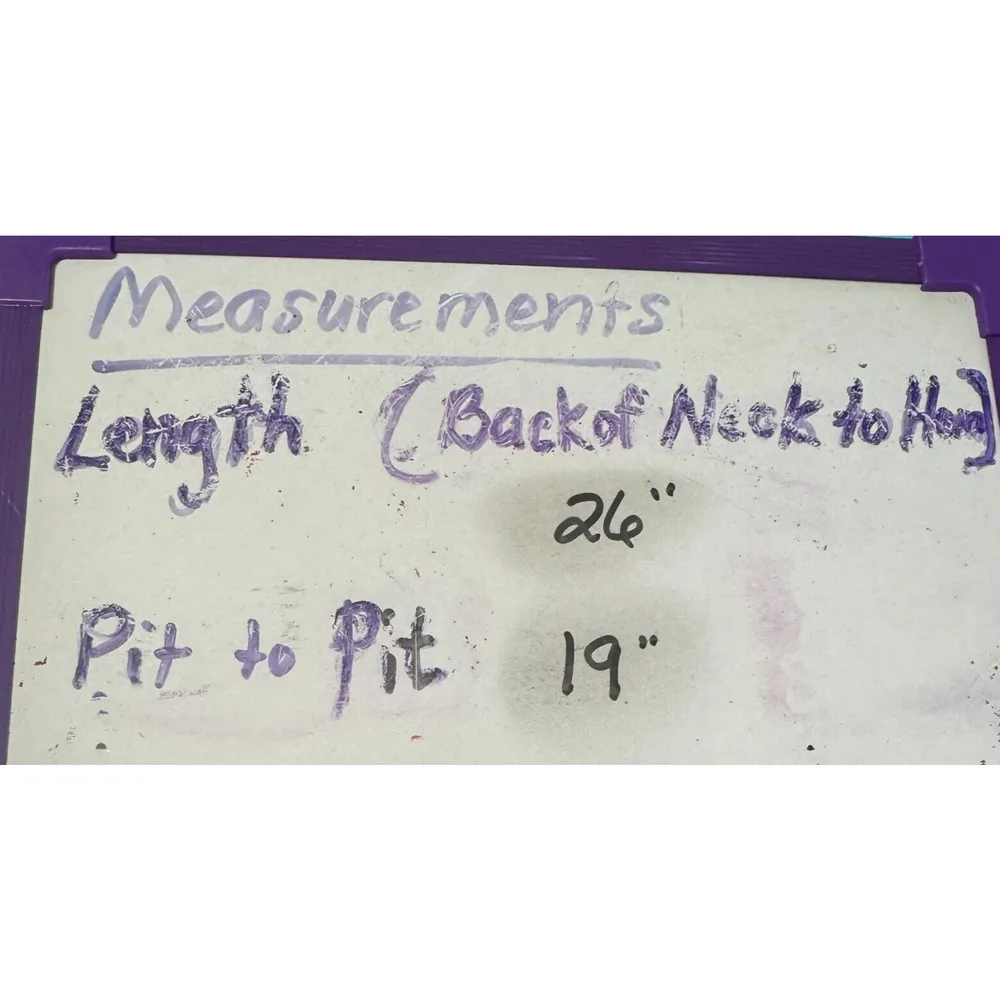 Measurements
Length (Back of Neck to Hem)
26"
Pit to Pit 19"